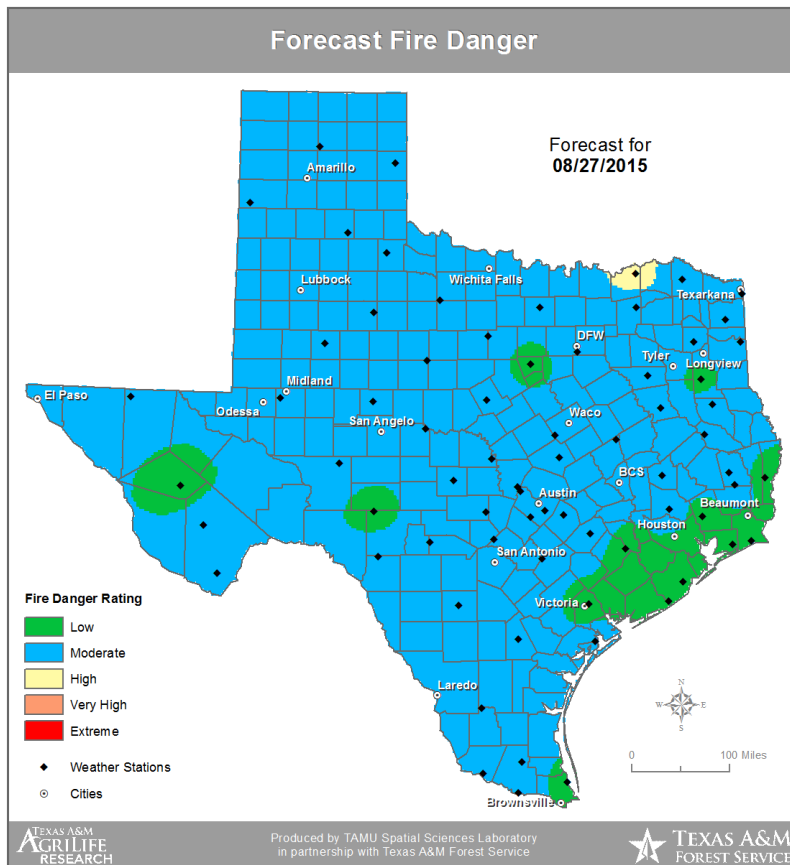 Forecast Fire Danger
Forecast for
08/27/2015
Amarillo
Lubbock
Wichita Falls
Texarkana
DFW
Tyler
Longview
El Paso
Midland
Odessa
San Angelo
Waco
BCS
Austin
Beaumont
Houston
San Antonio
Victoria
Fire Danger Rating
Low
Moderate
High
Very High
Extreme
Laredo
N
W
E
S
0
100 Miles
Weather Stations
Cities
Brownsville
TEXAS A&M
AGRILIFE
RESEARCH
Produced by TAMU Spatial Sciences Laboratory
in partnership with Texas A&M Forest Service
TEXAS A&M
FOREST SERVICE